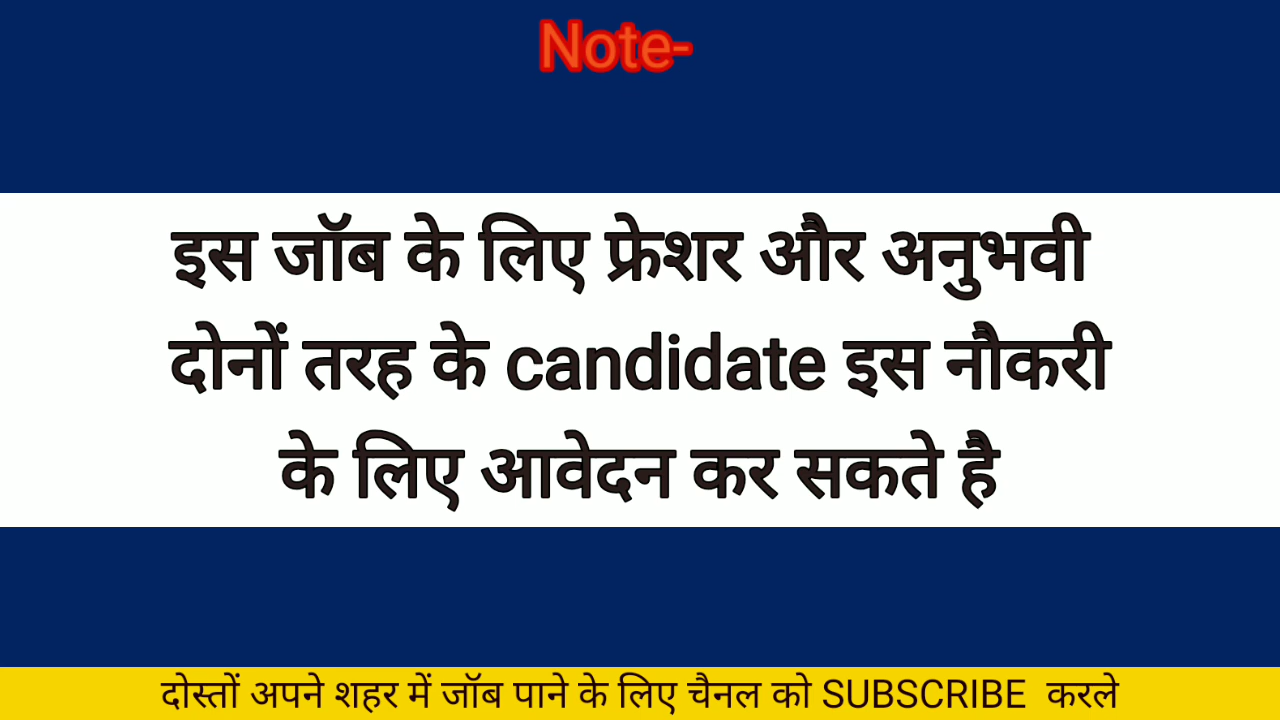 Note-
इस जॉब के लिए फ्रेशर और अनुभवी
दोनों तरह के candidate इस नौकरी
के लिए आवेदन कर सकते है
दोस्तों अपने शहर में जॉब पाने के लिए चैनल को SUBSCRIBE करले